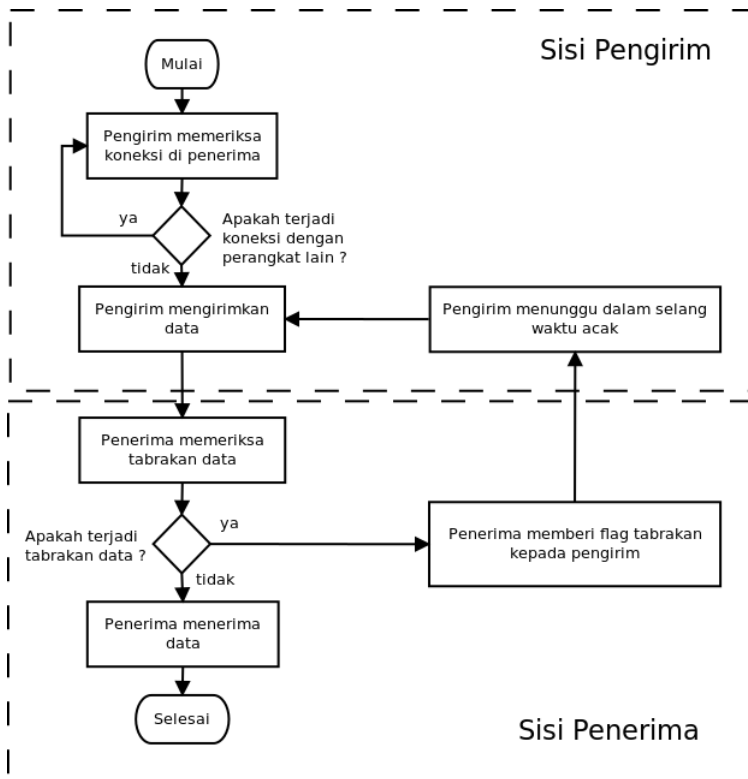 Sisi Pengirim
Mulai
Pengirim memeriksa
koneksi di penerima
ya
Apakah terjadi
koneksi dengan
perangkat lain ?
tidak
Pengirim mengirimkan
data
Pengirim menunggu dalam selang
waktu acak
Penerima memeriksa
tabrakan data
Apakah terjadi
tabrakan data ?
ya
Penerima memberi flag tabrakan
kepada pengirim
tidak
Penerima menerima
data
Selesai
Sisi Penerima